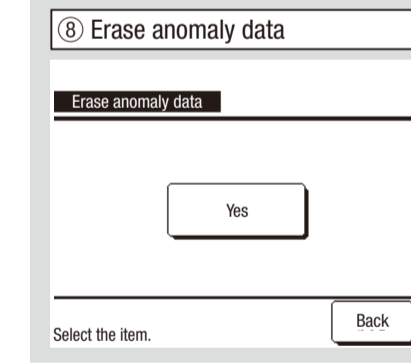 ⑧ Erase anomaly data
Erase anomaly data
Yes
Select the item.
Back